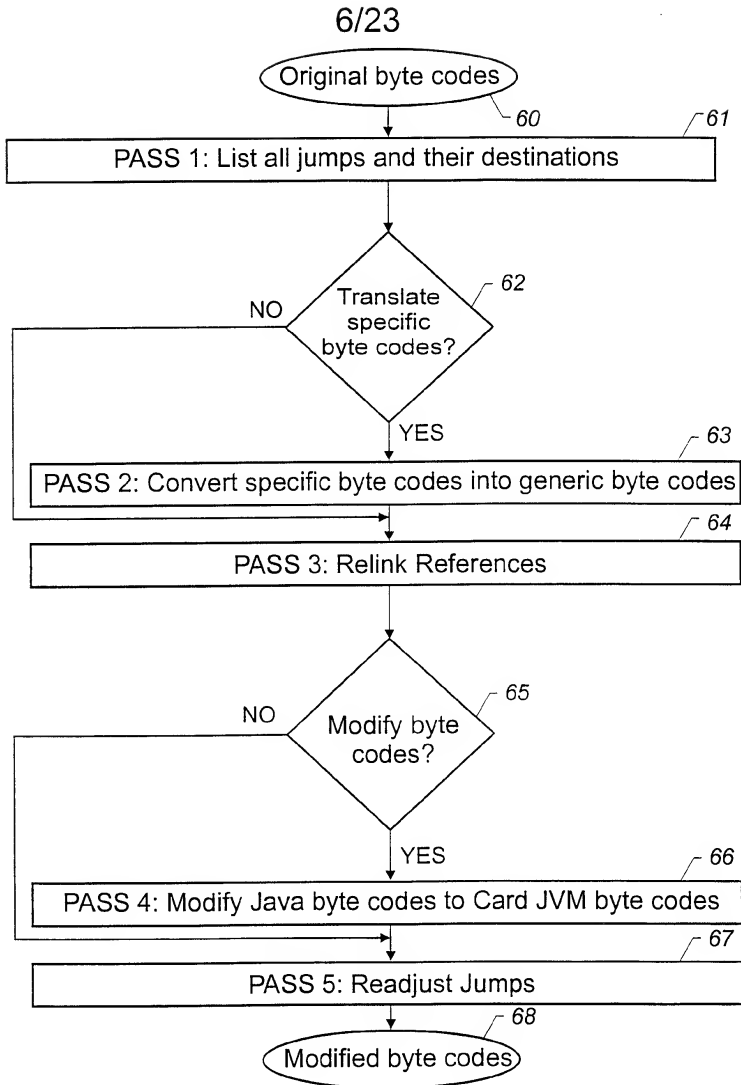 6/23
Original byte codes
60
61
PASS 1: List all jumps and their destinations
62
NO
Translate
specific
byte codes?
YES
63
PASS 2: Convert specific byte codes into generic byte codes
64
PASS 3: Relink References
65
NO
Modify byte
codes?
YES
66
PASS 4: Modify Java byte codes to Card JVM byte codes
67
PASS 5: Readjust Jumps
68
Modified byte codes